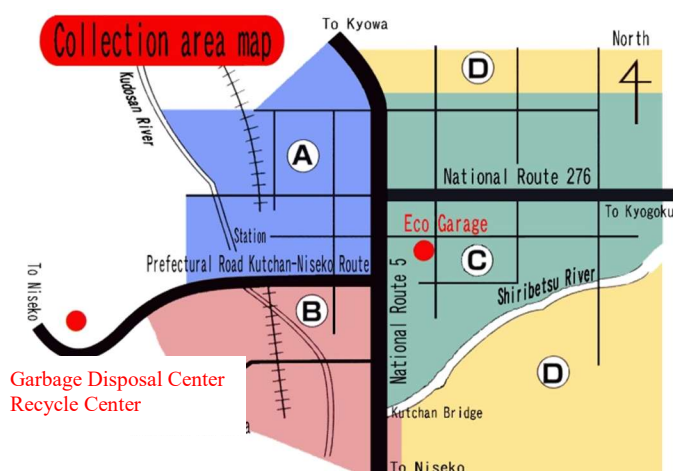 Collection area map
To Kyowa
D
North
Kudosan River
A
National Route 276
To Kyogoku
Eco Garage
Station
C
Prefectural Road Kutchan-Niseko Route
To Niseko
National Route 5
Shiribetsu River
B
D
Garbage Disposal Center
Recycle Center
Kutchan Bridge
a
To Niseko